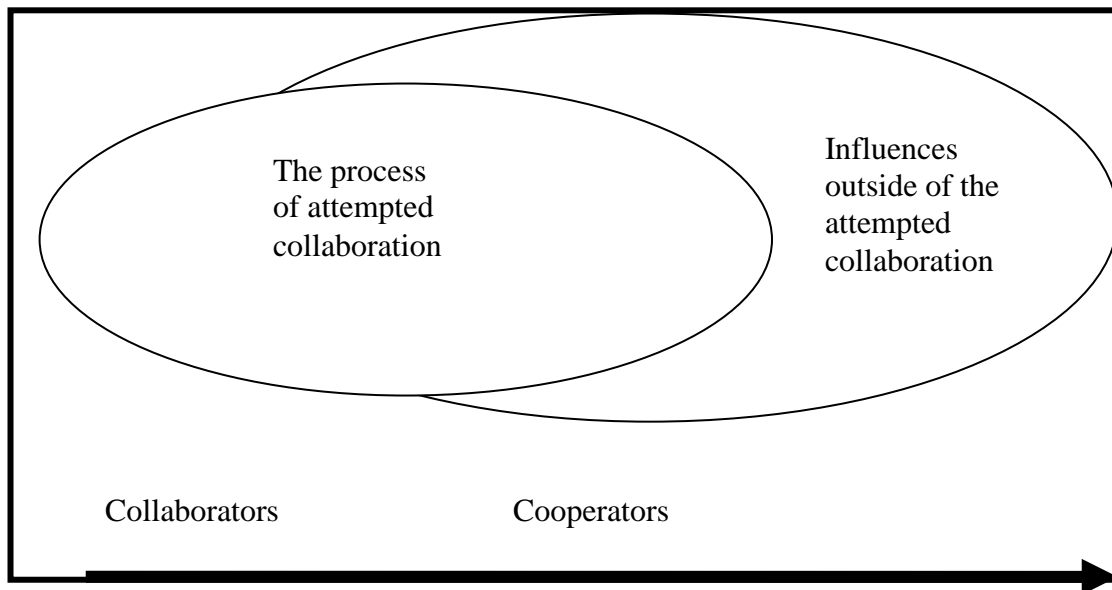 The process
of attempted
collaboration
Influences
outside of the
attempted
collaboration
Collaborators
Cooperators